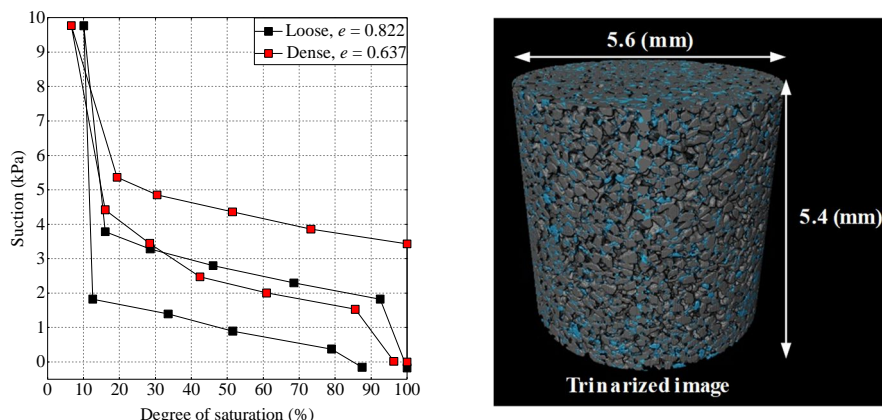 10
9
8
7
6
5
4
3
2
1
0
Suction (kPa)
Loose, e = 0.822
Dense, e = 0.637
0 10 20 30 40 50 60 70 80 90 100
Degree of saturation (%)
5.6 (mm)
5.4 (mm)
Trinarized image